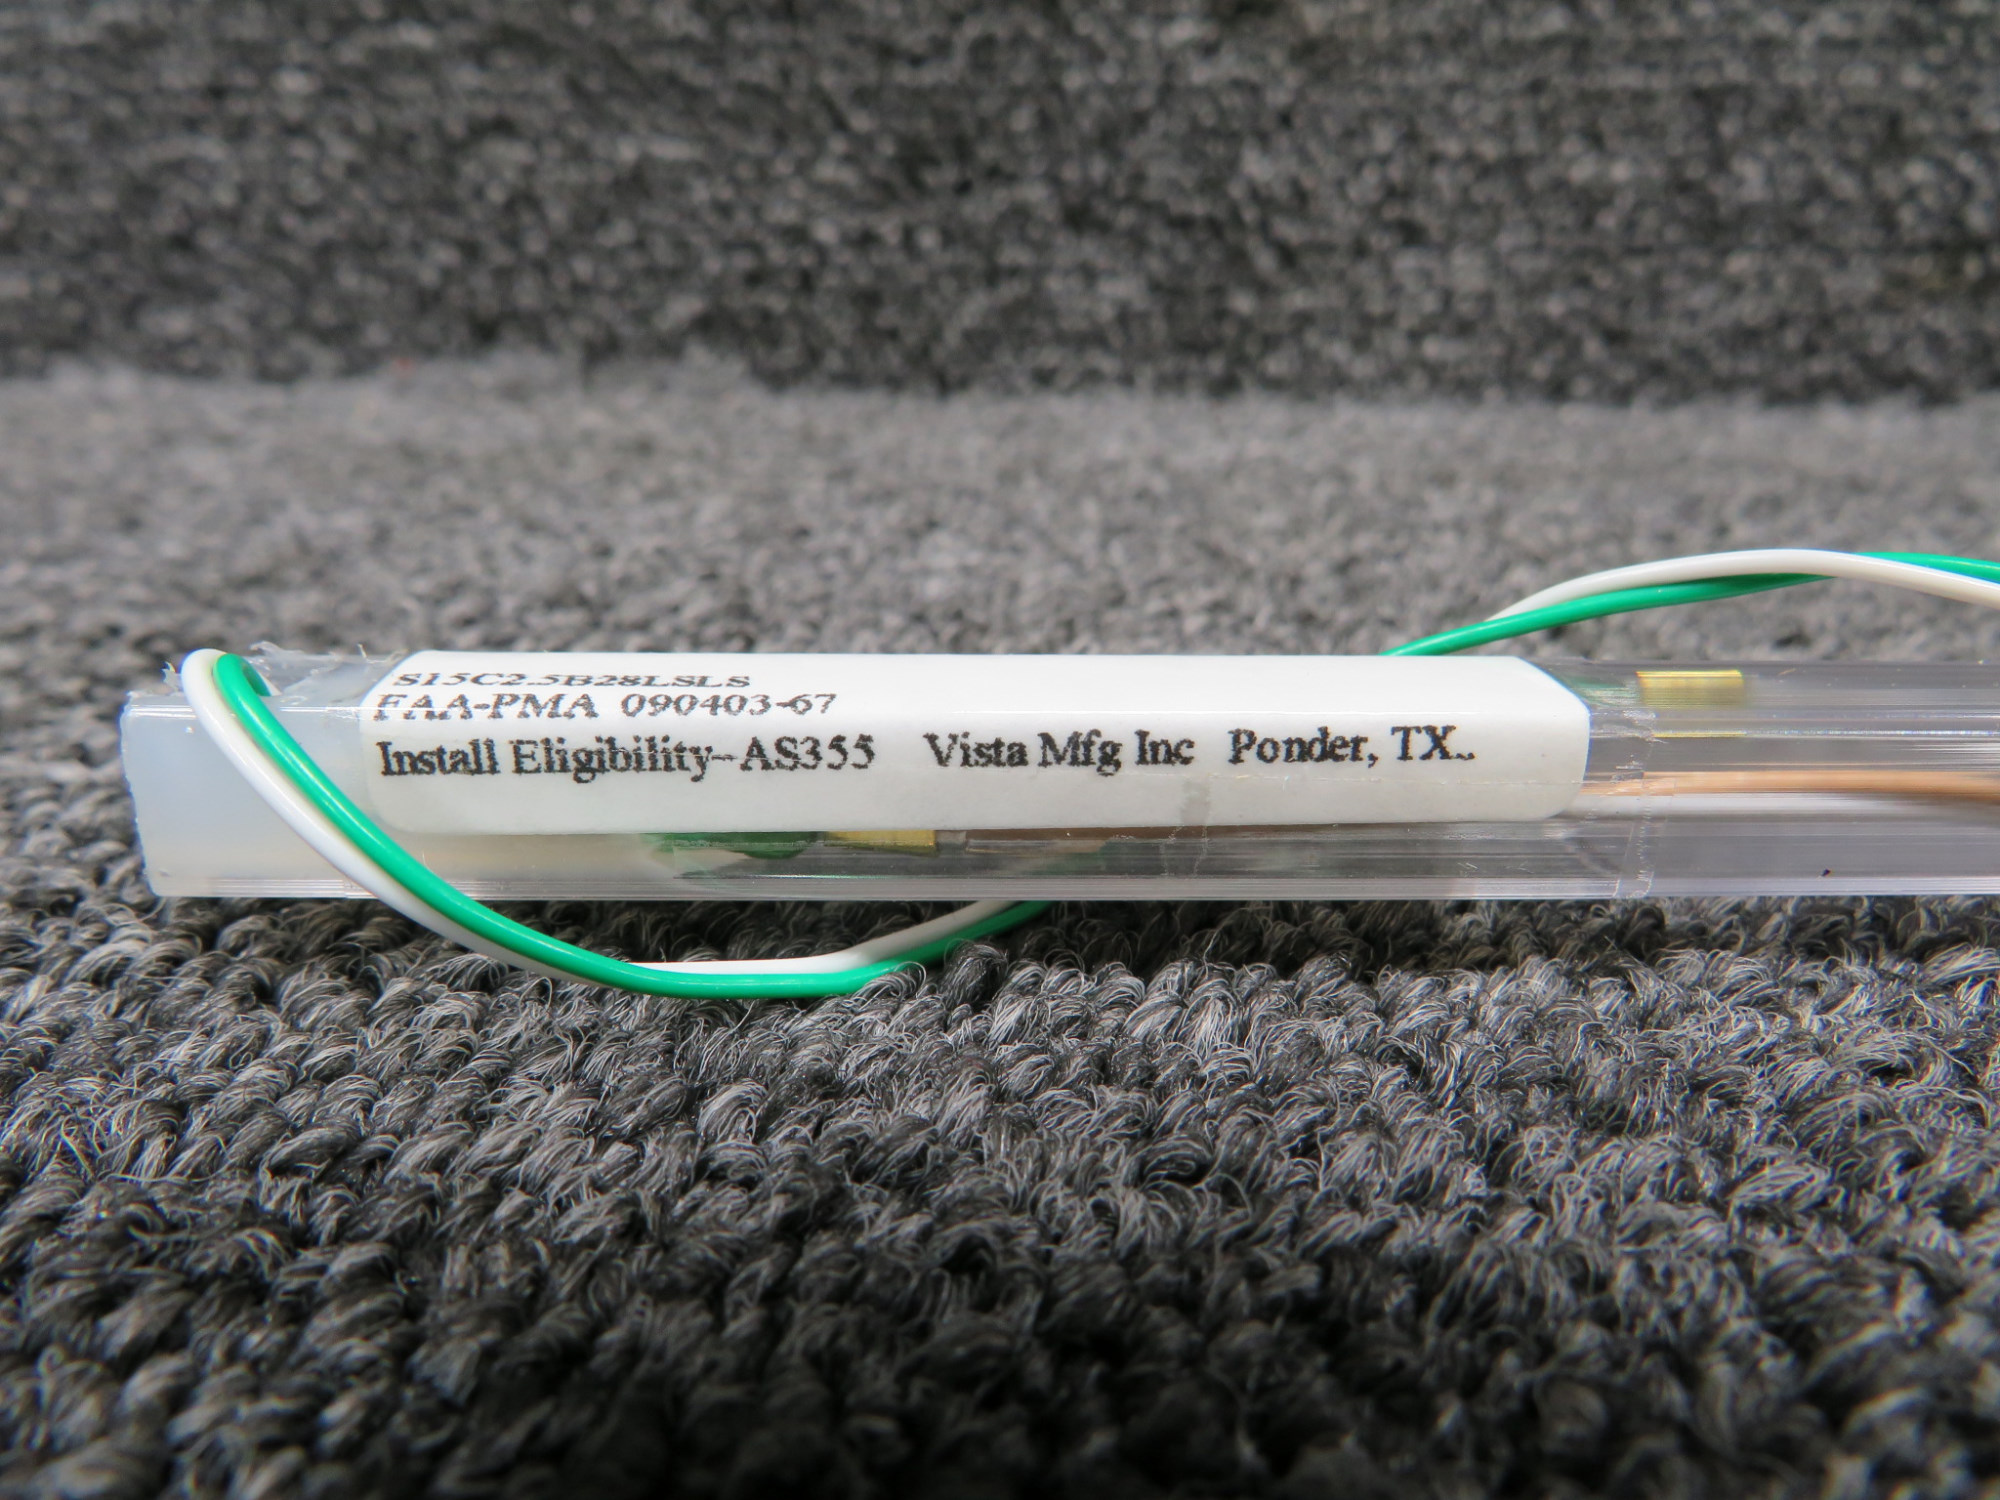 S15C2.5B28LSLS
FAA-PMA 090403-67
Install Eligibility-AS355 Vista Mfg Inc Ponder, TX..